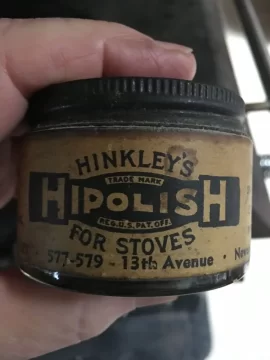 HINKLEY'S
TRADE MARK
HIPOLISH
REG.U.S.PAT.OFF.
FOR STOVES
577-579 - 13th Avenue •